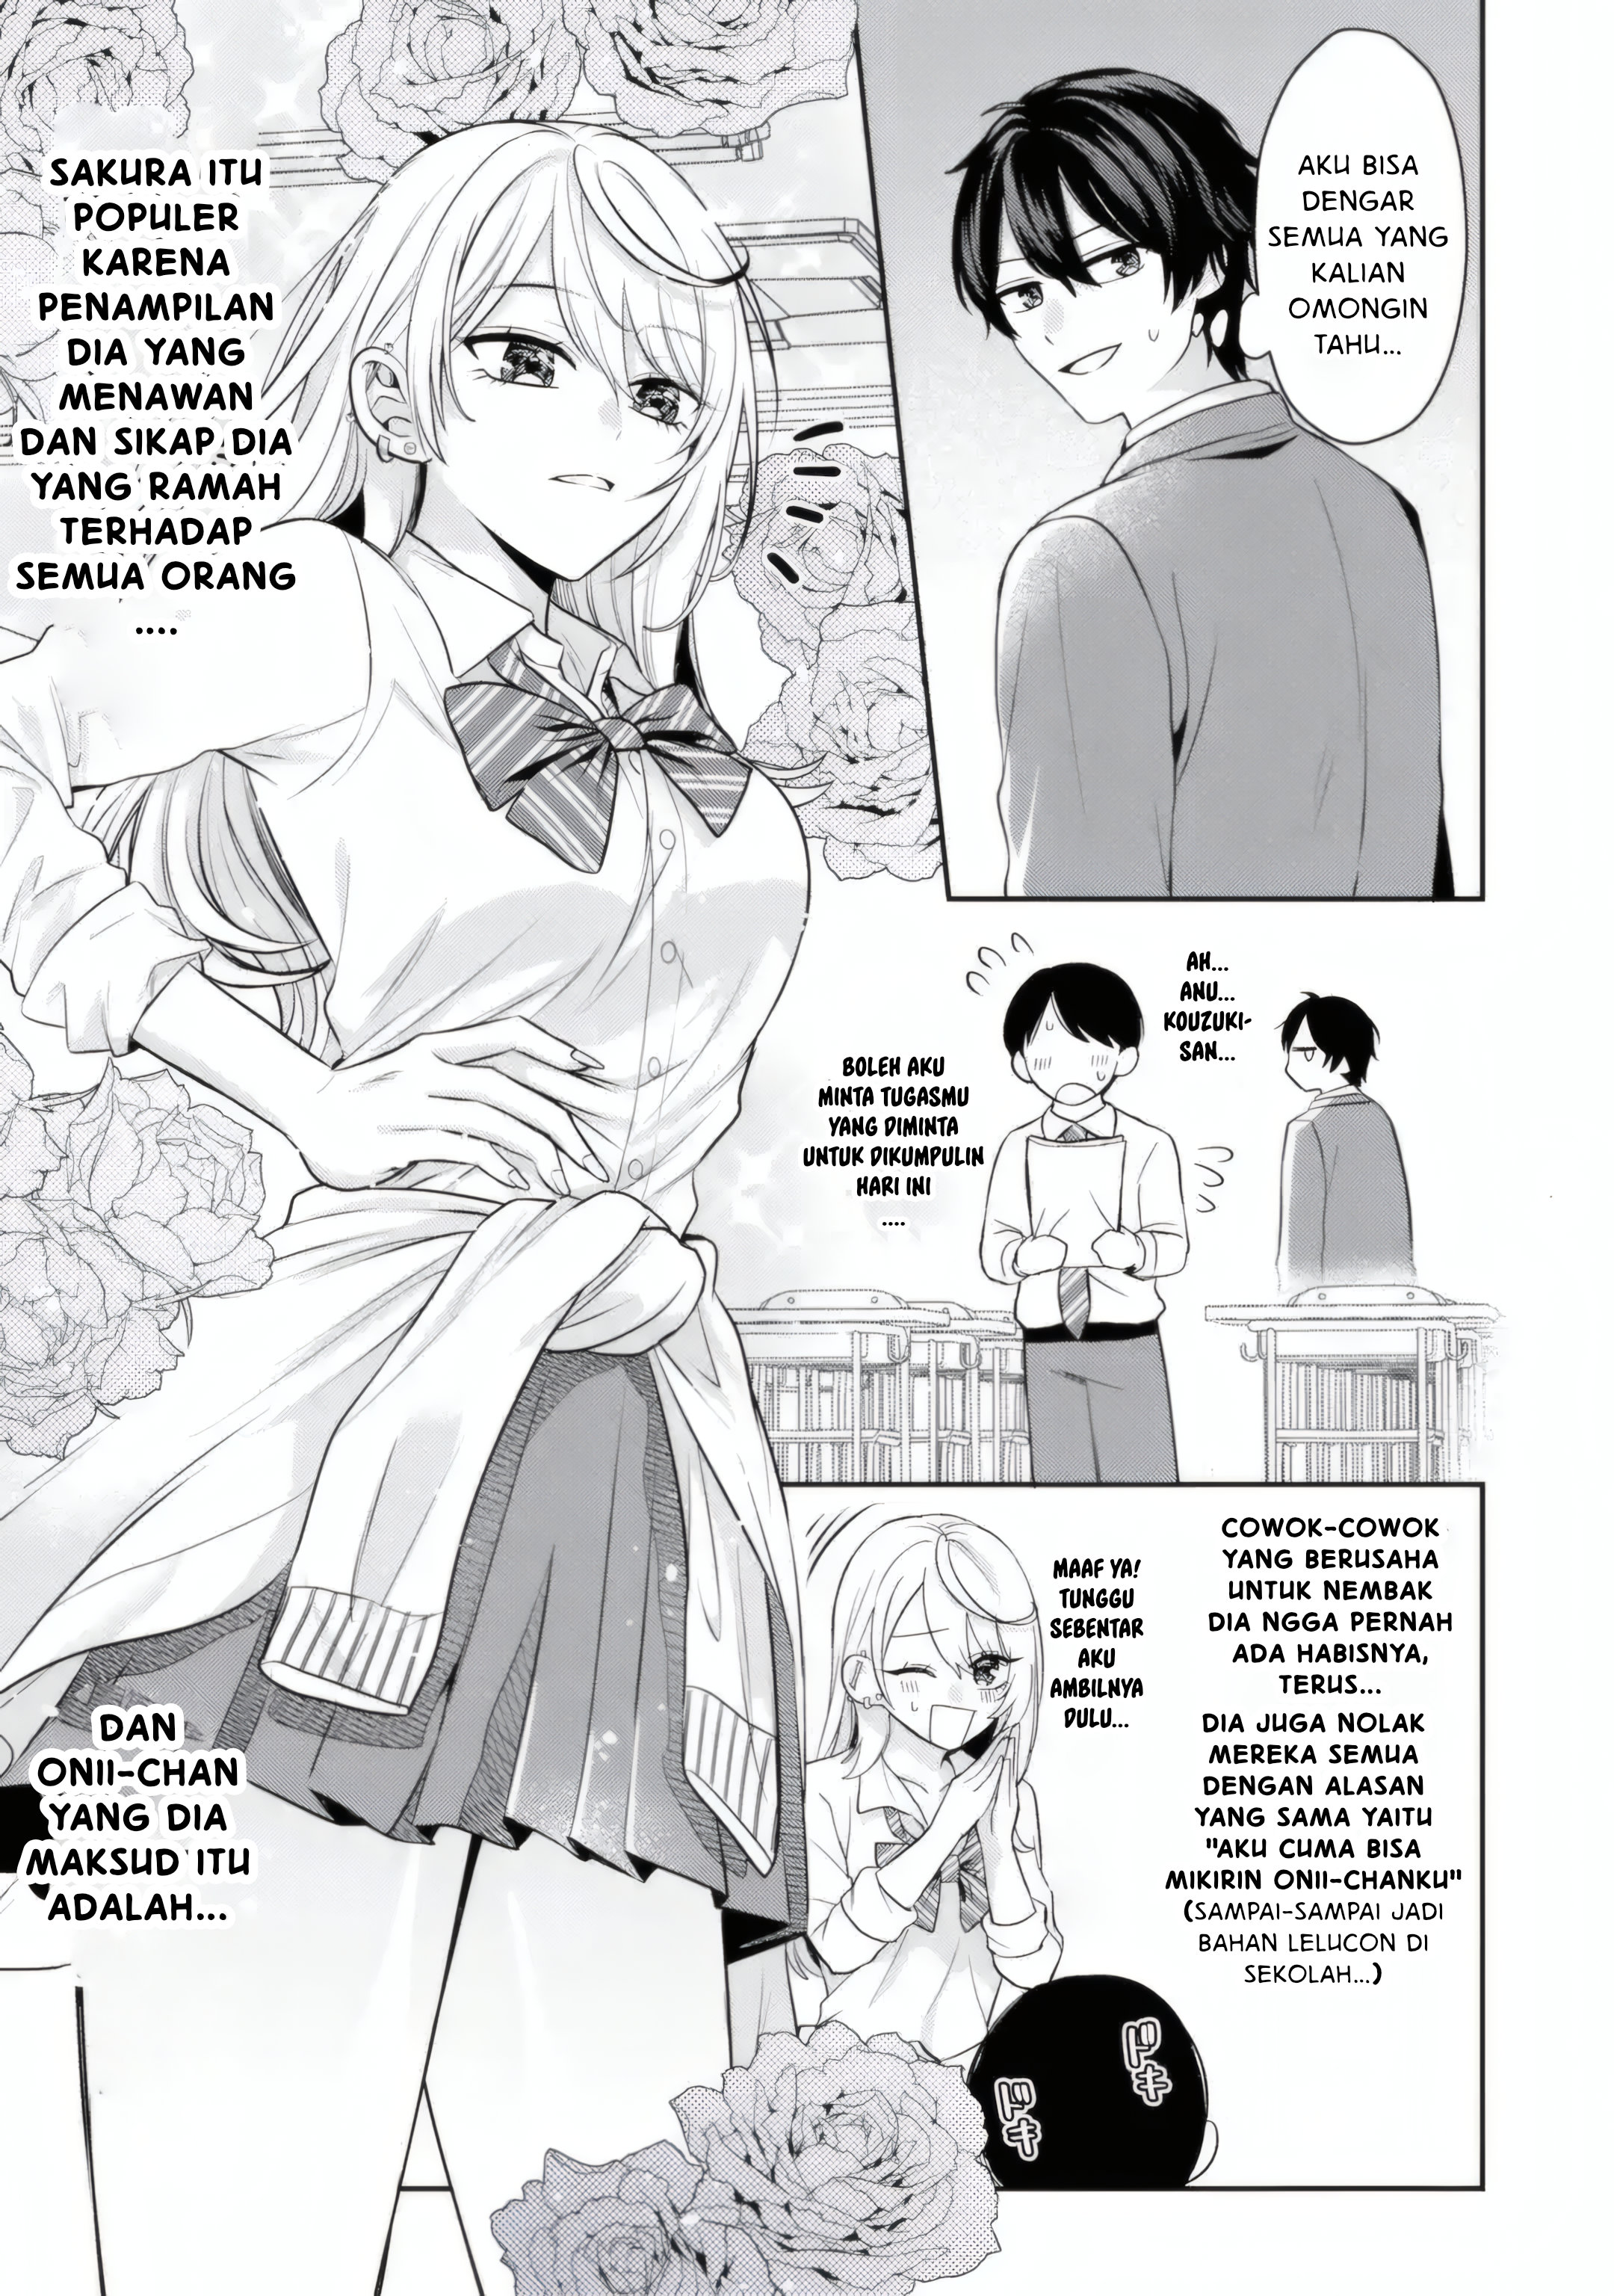 AKU BISA
DENGAR
SEMUA YANG
KALIAN
OMONGIN
TAHU...
SAKURA ITU
POPULER
KARENA
PENAMPILAN
DIA YANG
MENAWAN
DAN SIKAP DIA
YANG RAMAH
TERHADAP
SEMUA ORANG
....
AH...
ANU...
KOUZUKI-
SAN...
BOLEH AKU
MINTA TUGASMU
YANG DIMINTA
UNTUK DIKUMPULIN
HARI INI
....
COWOK-COWOK
YANG BERUSAHA
UNTUK NEMBAK
DIA NGGA PERNAH
ADA HABISNYA,
TERUS...
DIA JUGA NOLAK
MEREKA SEMUA
DENGAN ALASAN
YANG SAMA YAITU
"AKU CUMA BISA
MIKIRIN ONII-CHANKU"
(SAMPAI-SAMPAI JADI
BAHAN LELUCON DI
SEKOLAH...)
MAAF YA!
TUNGGU
SEBENTAR
AKU
AMBILNYA
DULU...
ドキ
ドキ
DAN
ONII-CHAN
YANG DIA
MAKSUD ITU
ADALAH...